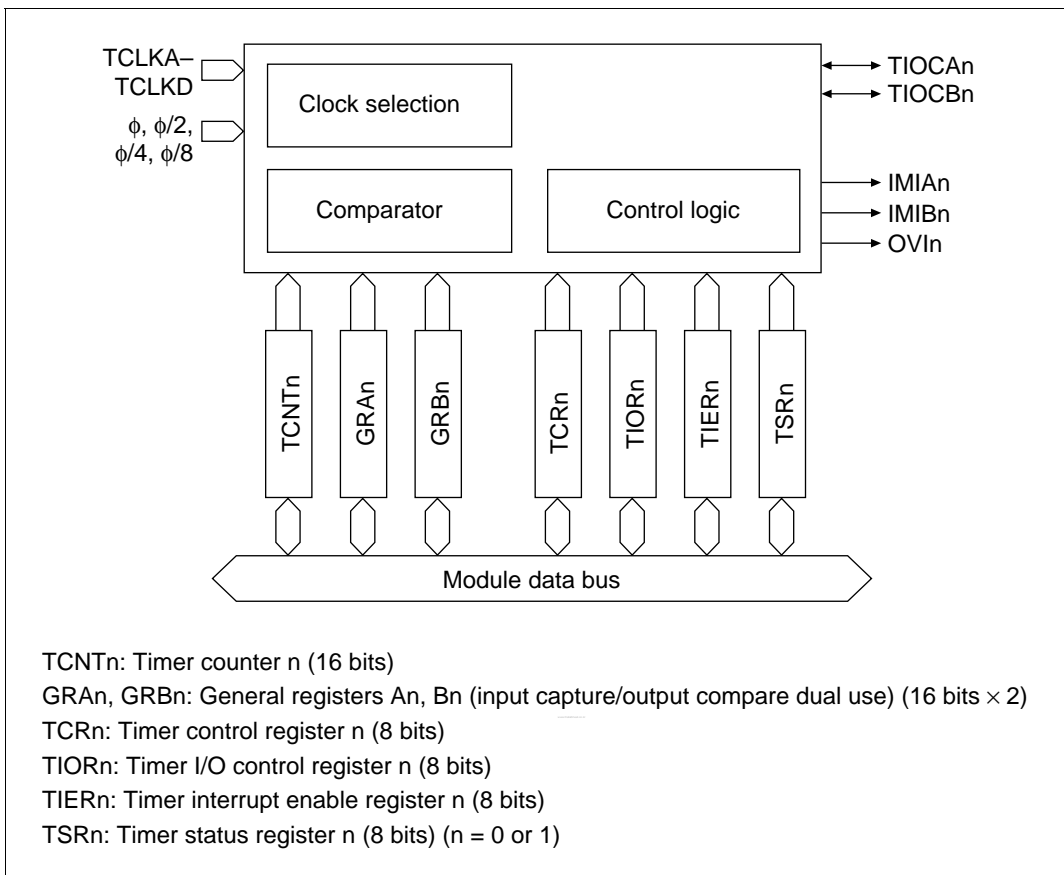 TCLKA–
TCLKD
ϕ, ϕ/2,
ϕ/4, ϕ/8
Clock selection
Comparator
Control logic
TIOCAn
TIOCBn
IMIAn
IMIBn
OVIn
TCNTn
GRAn
GRBn
TCRn
TIORn
TIERn
TSRn
Module data bus
TCNTn: Timer counter n (16 bits)
GRAn, GRBn: General registers An, Bn (input capture/output compare dual use) (16 bits × 2)
TCRn: Timer control register n (8 bits)
TIORn: Timer I/O control register n (8 bits)
TIERn: Timer interrupt enable register n (8 bits)
TSRn: Timer status register n (8 bits) (n = 0 or 1)